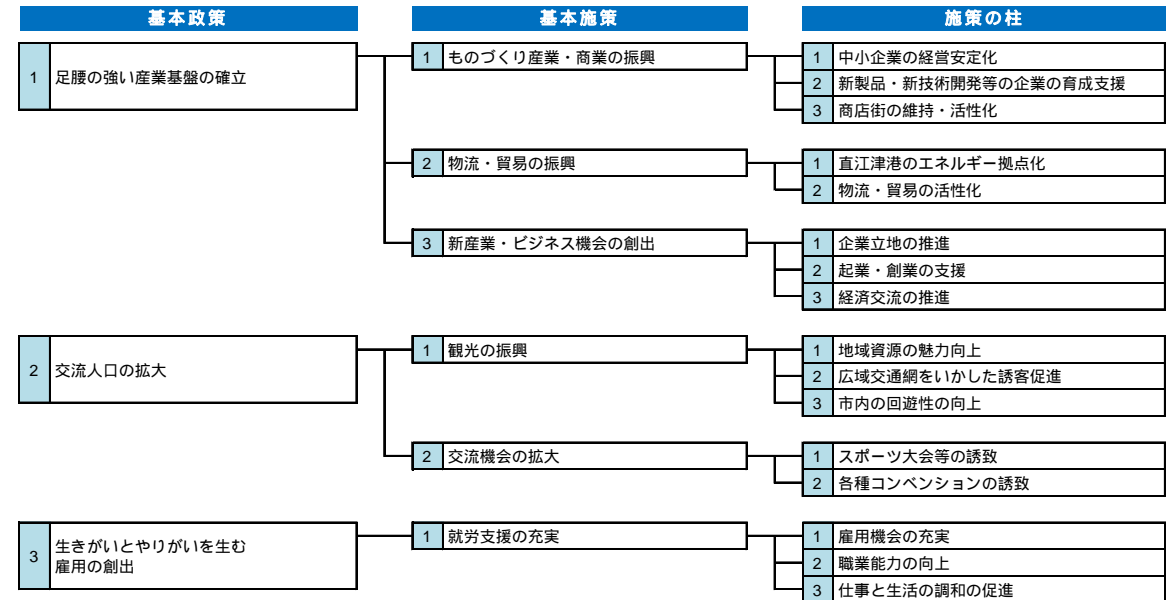 基本政策
基本施策
施策の柱
1 足腰の強い産業基盤の確立
1 ものづくり産業・商業の振興
1 中小企業の経営安定化
2 新製品・新技術開発等の企業の育成支援
3 商店街の維持・活性化
2 物流・貿易の振興
1 直江津港のエネルギー拠点化
2 物流・貿易の活性化
3 新産業・ビジネス機会の創出
1 企業立地の推進
2 起業・創業の支援
3 経済交流の推進
2 交流人口の拡大
1 観光の振興
1 地域資源の魅力向上
2 広域交通網をいかした誘客促進
3 市内の回遊性の向上
2 交流機会の拡大
1 スポーツ大会等の誘致
2 各種コンベンションの誘致
3 生きがいとやりがいを生む
雇用の創出
1 就労支援の充実
1 雇用機会の充実
2 職業能力の向上
3 仕事と生活の調和の促進